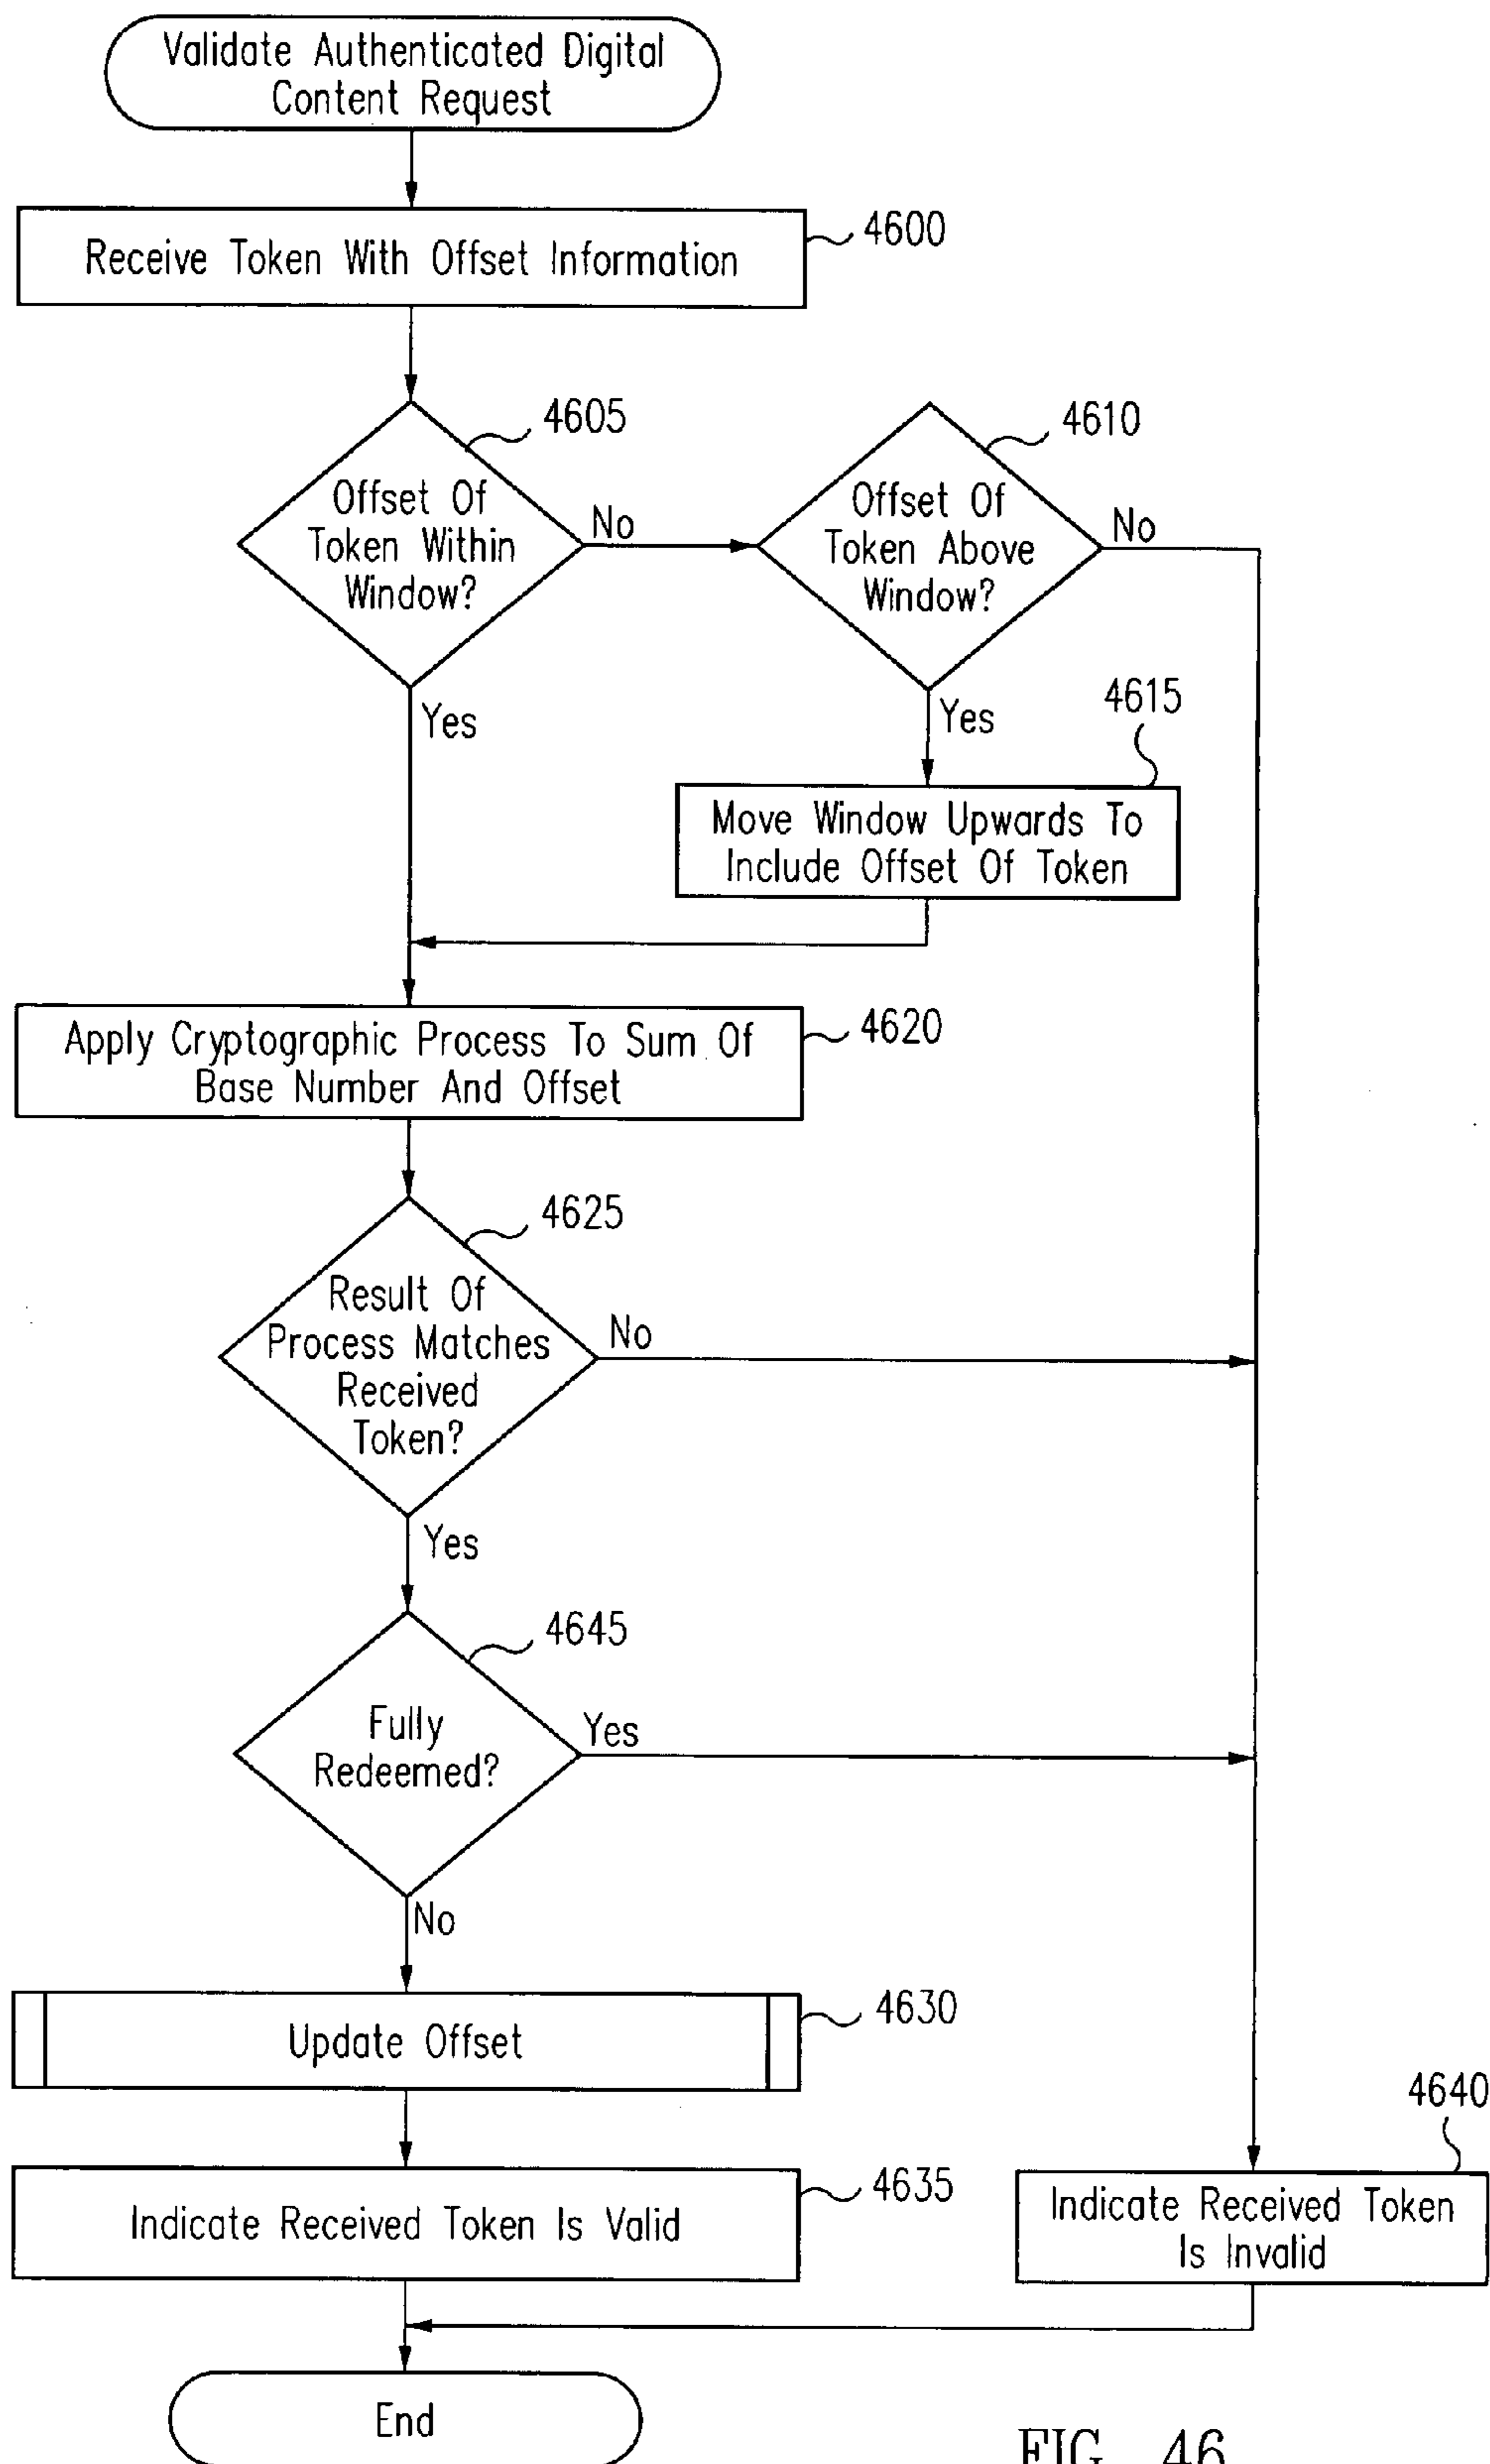 Validate Authenticated Digital
Content Request
Receive Token With Offset Information
4600
4605
Offset Of
Token Within
Window?
No
Yes
4610
Offset Of
Token Above
Window?
No
Yes
4615
Move Window Upwards To
Include Offset Of Token
Apply Cryptographic Process To Sum Of
Base Number And Offset
4620
4625
Result Of
Process Matches
Received
Token?
No
Yes
4645
Fully
Redeemed?
Yes
No
Update Offset
4630
Indicate Received Token Is Valid
4635
4640
Indicate Received Token
Is Invalid
End
FIG. 46